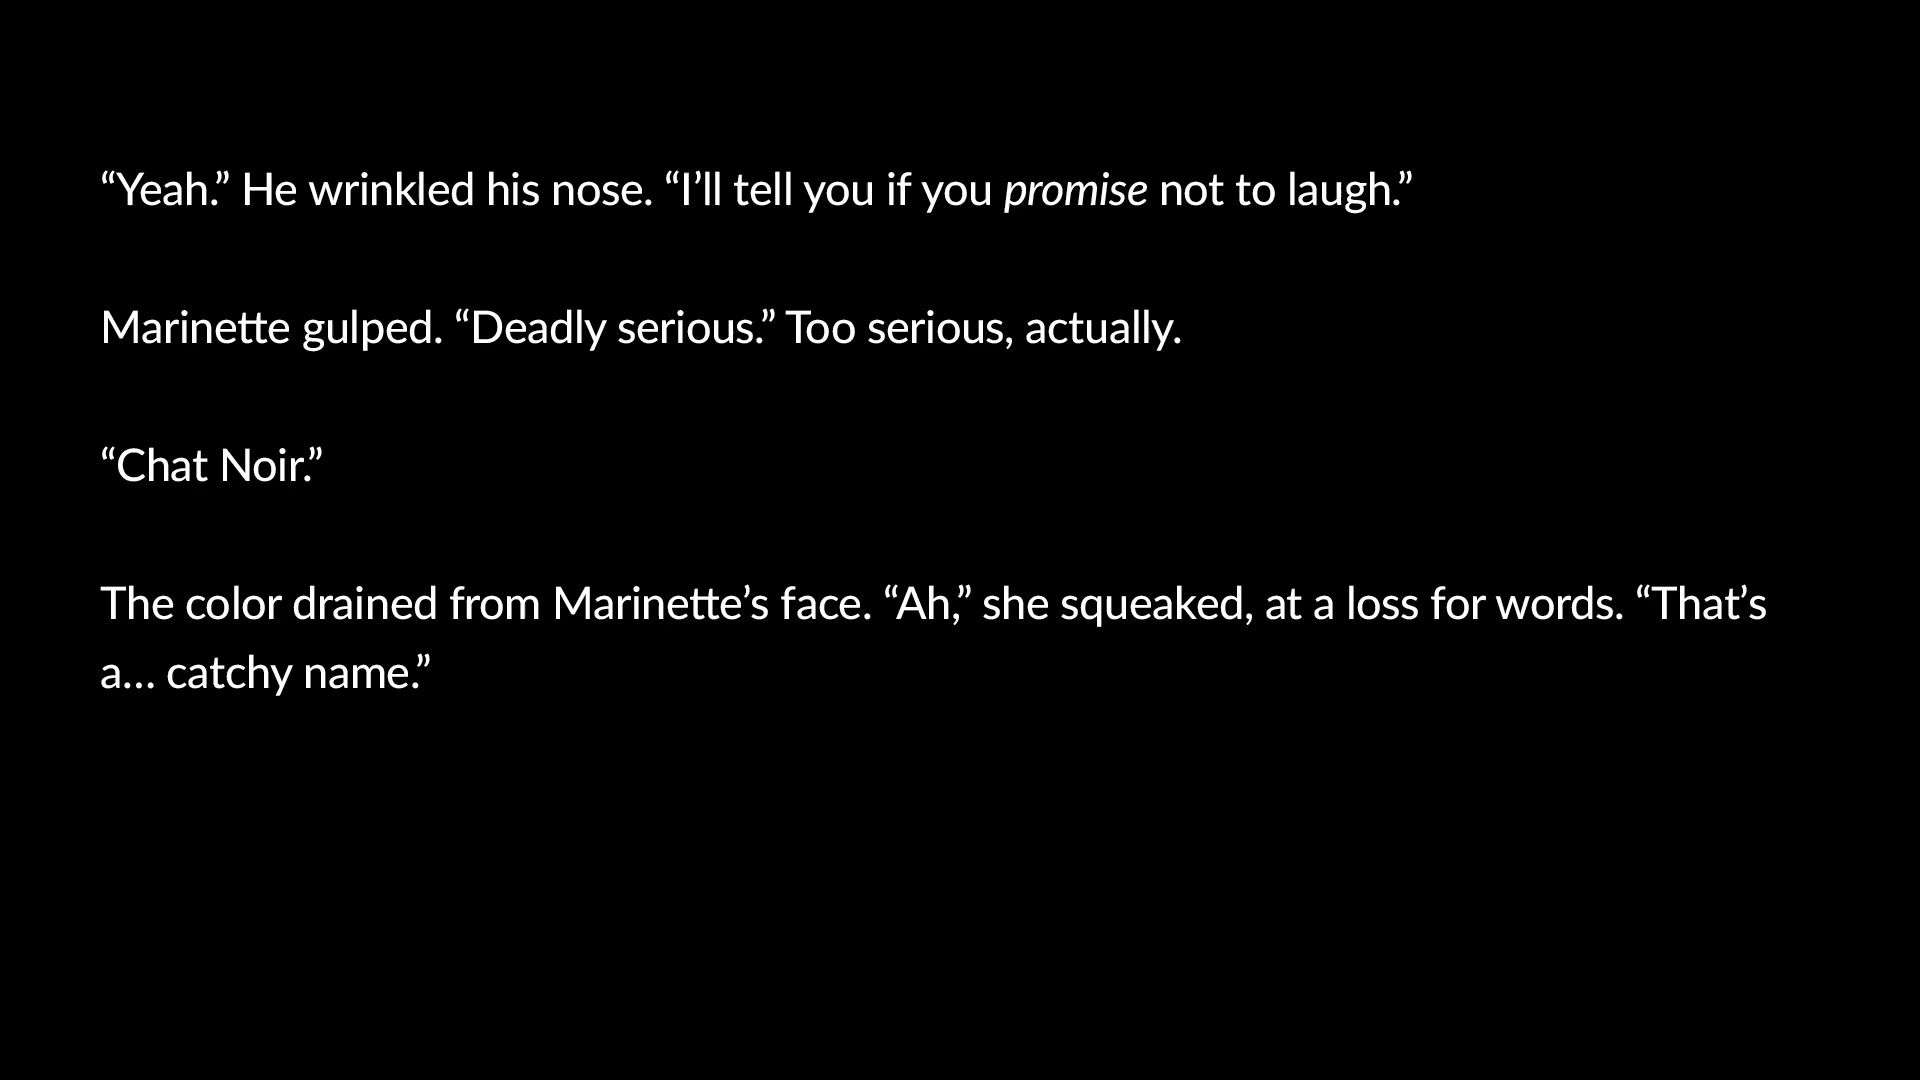 “Yeah.” He wrinkled his nose. “I’ll tell you if you promise not to laugh.”
Marinette gulped. “Deadly serious.” Too serious, actually.
“Chat Noir.”
The color drained from Marinette’s face. “Ah,” she squeaked, at a loss for words. “That’s
a… catchy name.”